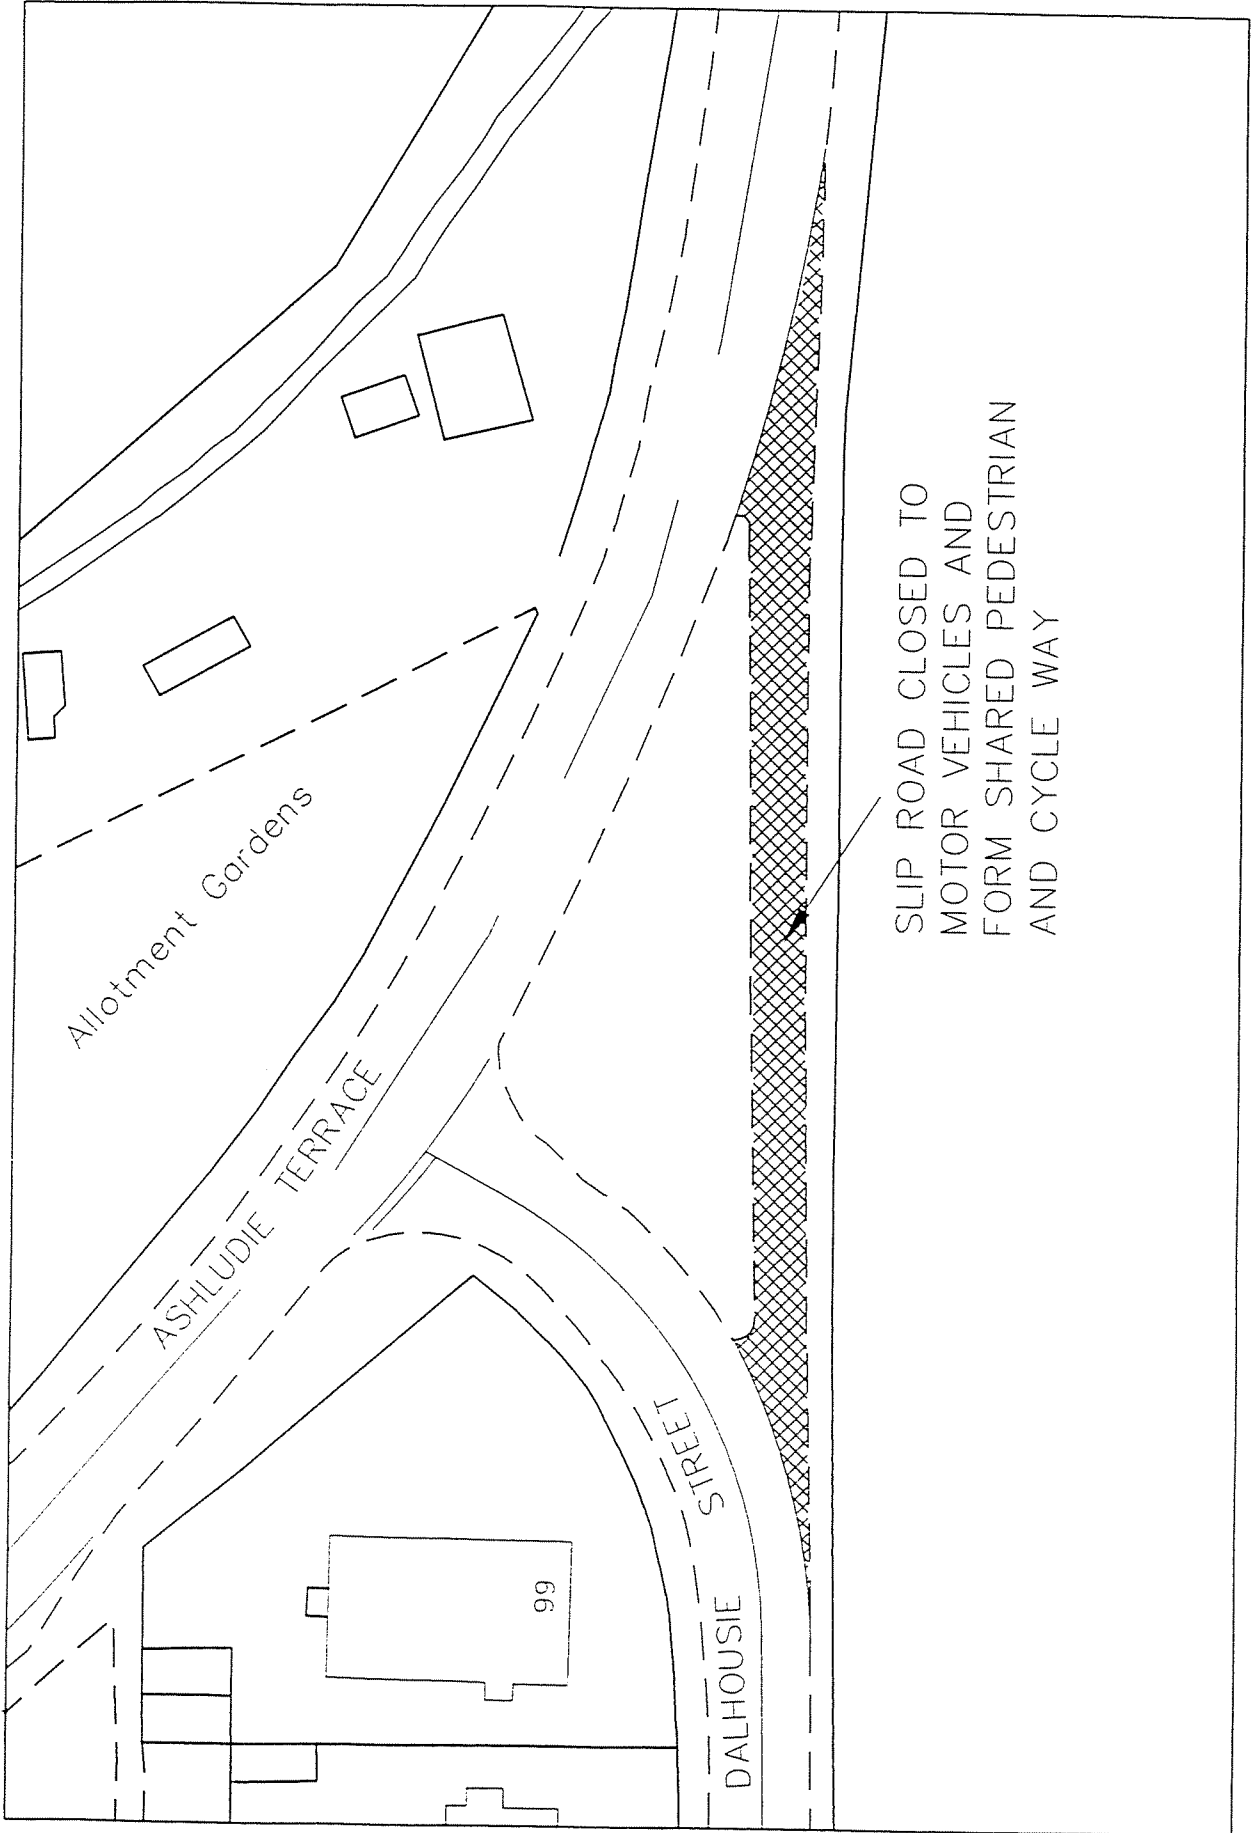 Allotment Gardens
ASHLUDIE TERRACE
DALHOUSIE STREET
99
SLIP ROAD CLOSED TO
MOTOR VEHICLES AND
FORM SHARED PEDESTRIAN
AND CYCLE WAY